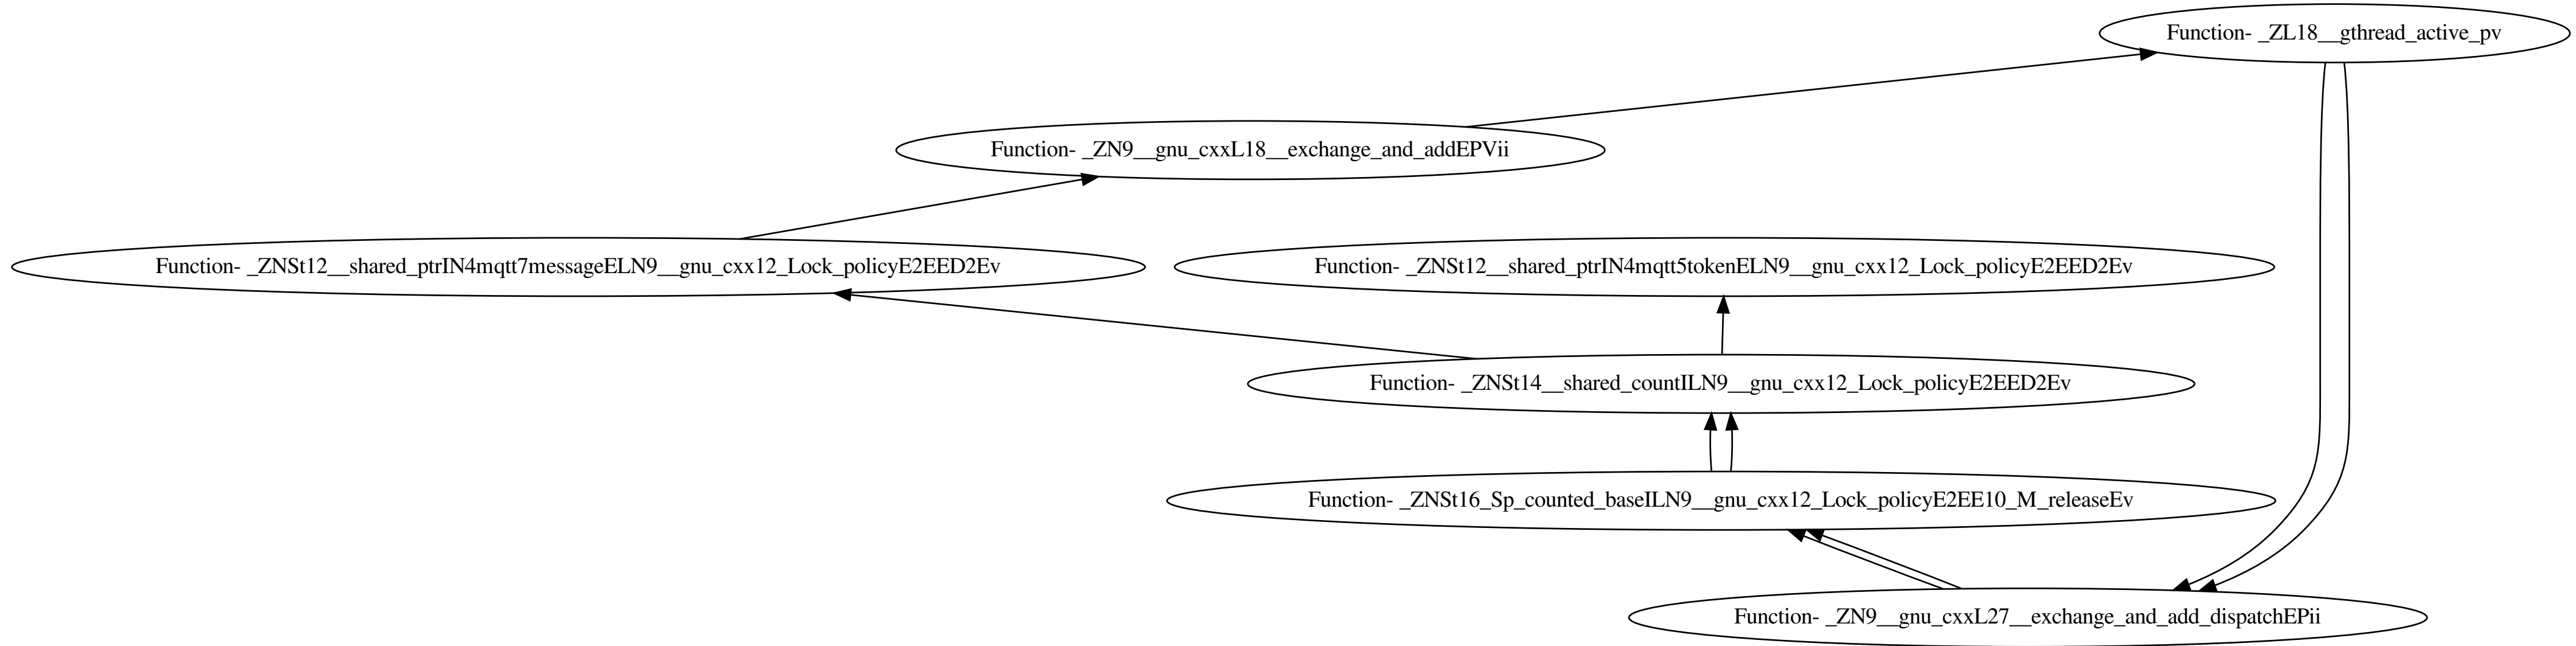 Function- _ZL18__gthread_active_pv
Function- _ZN9__gnu_cxxL18__exchange_and_addEPVii
Function- _ZNSt12__shared_ptrIN4mqtt7messageELN9__gnu_cxx12_Lock_policyE2EED2Ev
Function- _ZNSt12__shared_ptrIN4mqtt5tokenELN9__gnu_cxx12_Lock_policyE2EED2Ev
Function- _ZNSt14__shared_countILN9__gnu_cxx12_Lock_policyE2EED2Ev
Function- _ZNSt16_Sp_counted_baseILN9__gnu_cxx12_Lock_policyE2EE10_M_releaseEv
Function- _ZN9__gnu_cxxL27__exchange_and_add_dispatchEPii